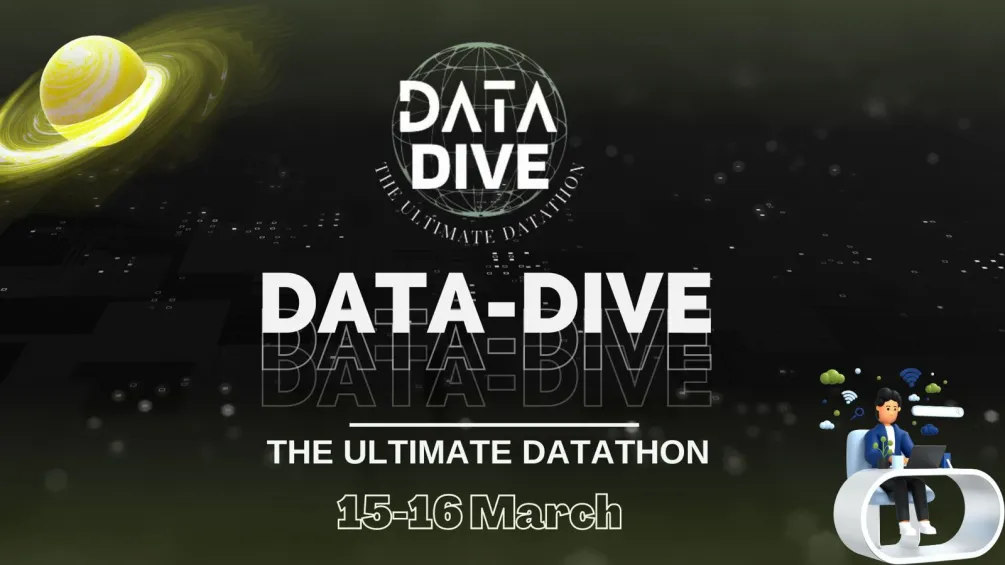 DATA
DIVE
THE ULTIMATE DATATHON
DATA-DIVE
DATA-DIVE
DATA-DIVE
THE ULTIMATE DATATHON
15-16 March